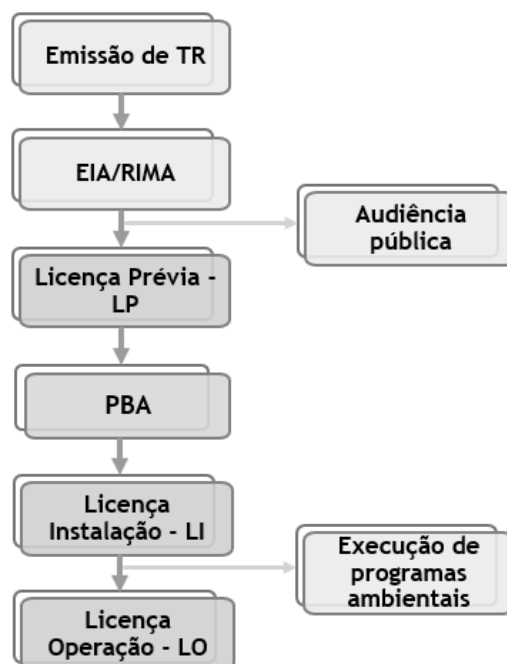 Emissão de TR
EIA/RIMA
Audiência
pública
Licença Prévia -
LP
PBA
Licença
Instalação - LI
Execução de
programas
ambientais
Licença
Operação - LO